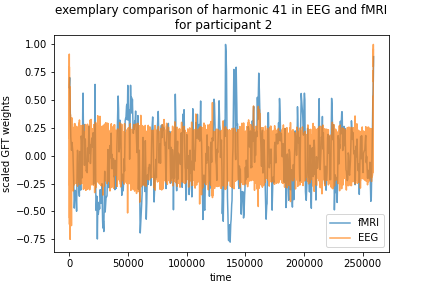 exemplary comparison of harmonic 41 in EEG and fMRI
for participant 2
scaled GFT weights
1.00
0.75
0.50
0.25
0.00
−0.25
−0.50
−0.75
fMRI
EEG
0 50000 100000 150000 200000 250000
time